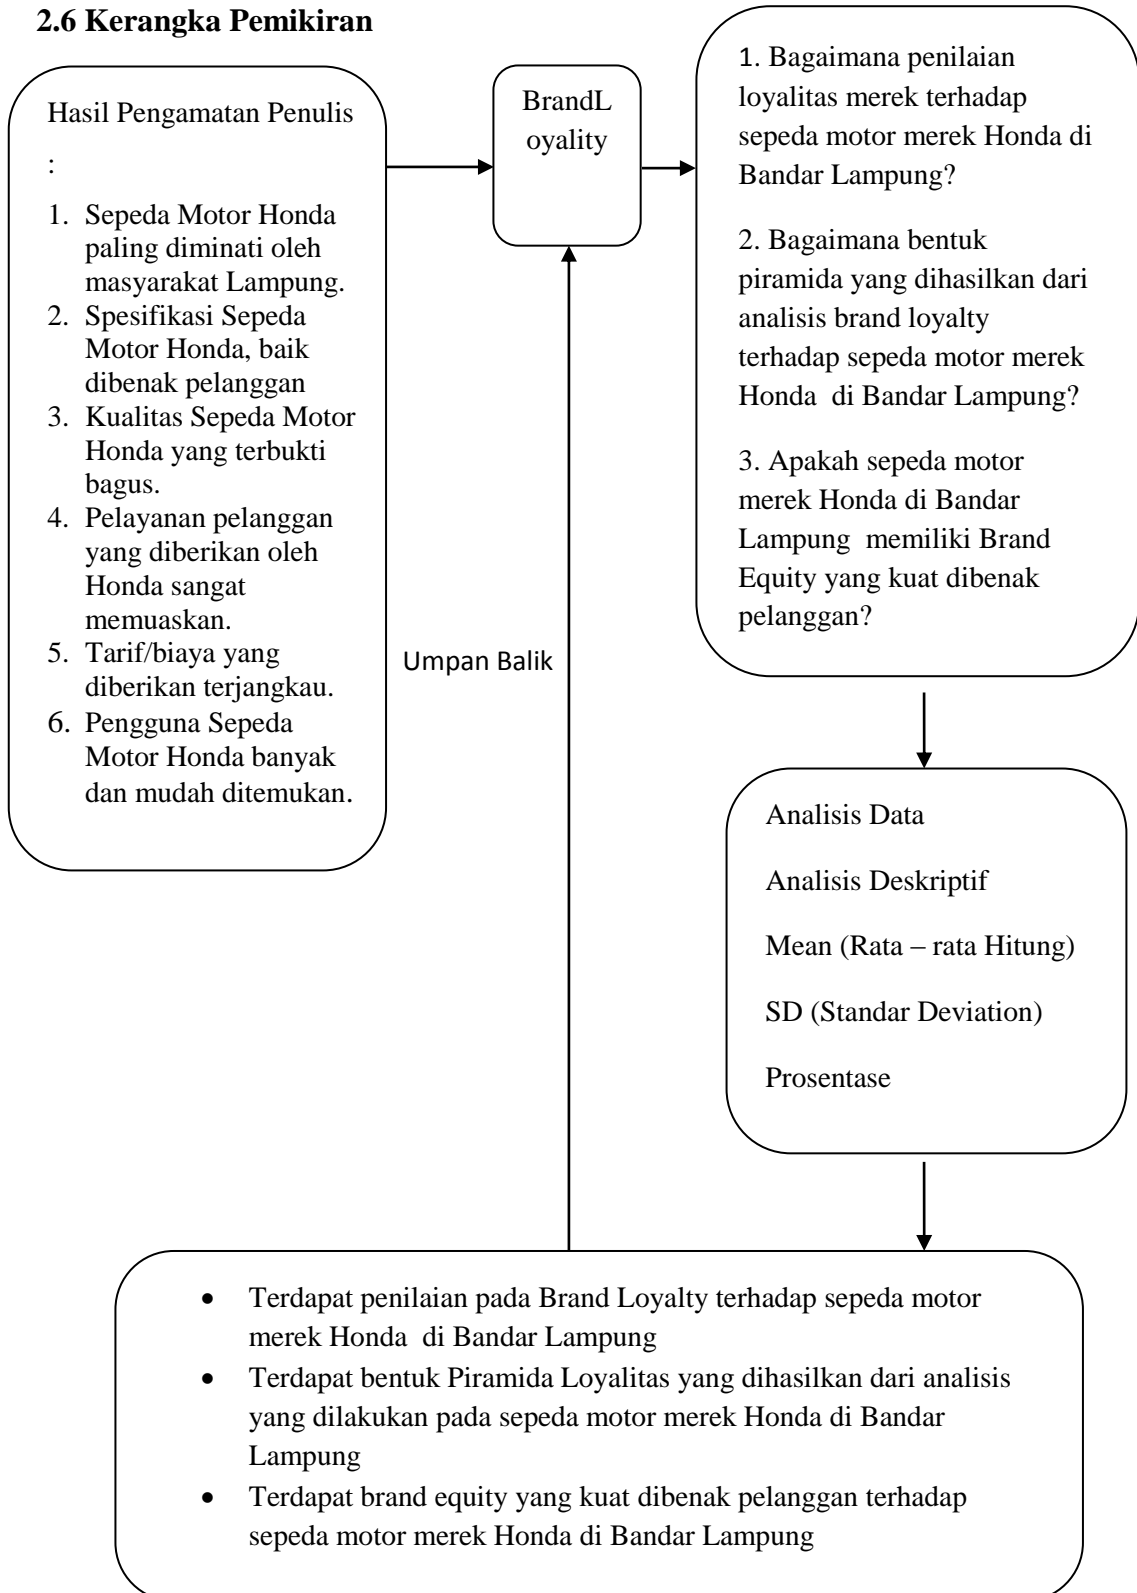 2.6 Kerangka Pemikiran
Hasil Pengamatan Penulis
:
1. Sepeda Motor Honda
paling diminati oleh
masyarakat Lampung.
2. Spesifikasi Sepeda
Motor Honda, baik
dibenak pelanggan
3. Kualitas Sepeda Motor
Honda yang terbukti
bagus.
4. Pelayanan pelanggan
yang diberikan oleh
Honda sangat
memuaskan.
5. Tarif/biaya yang
diberikan terjangkau.
6. Pengguna Sepeda
Motor Honda banyak
dan mudah ditemukan.
BrandL
oyality
1. Bagaimana penilaian
loyalitas merek terhadap
sepeda motor merek Honda di
Bandar Lampung?
2. Bagaimana bentuk
piramida yang dihasilkan dari
analisis brand loyalty
terhadap sepeda motor merek
Honda  di Bandar Lampung?
3. Apakah sepeda motor
merek Honda di Bandar
Lampung  memiliki Brand
Equity yang kuat dibenak
pelanggan?
Umpan Balik
Analisis Data
Analisis Deskriptif
Mean (Rata – rata Hitung)
SD (Standar Deviation)
Prosentase
• Terdapat penilaian pada Brand Loyalty terhadap sepeda motor
merek Honda  di Bandar Lampung
• Terdapat bentuk Piramida Loyalitas yang dihasilkan dari analisis
yang dilakukan pada sepeda motor merek Honda di Bandar
Lampung
• Terdapat brand equity yang kuat dibenak pelanggan terhadap
sepeda motor merek Honda di Bandar Lampung